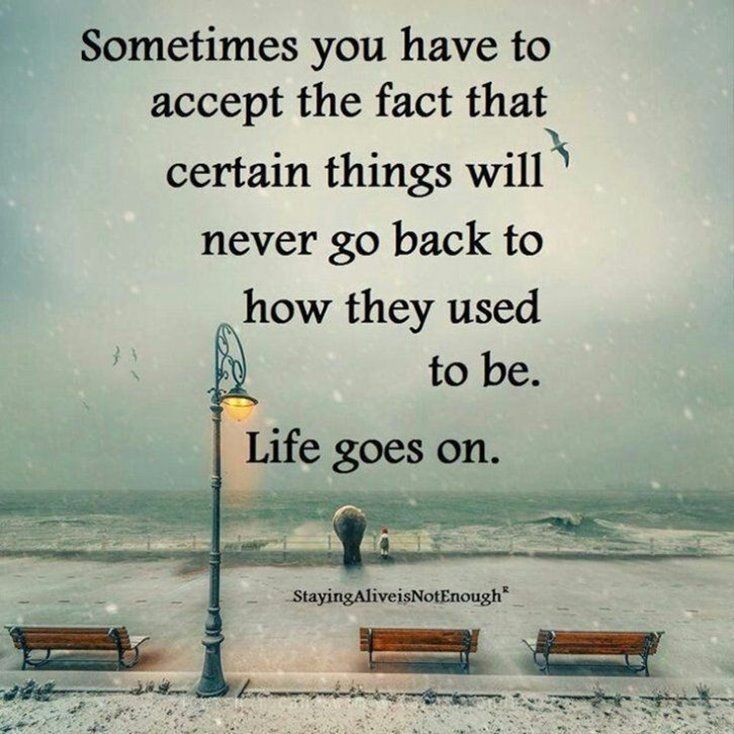 Sometimes you have to
accept the fact that
certain things will
never go back to
how they used
to be.
Life goes on.
StayingAliveisNotEnoughᴿ